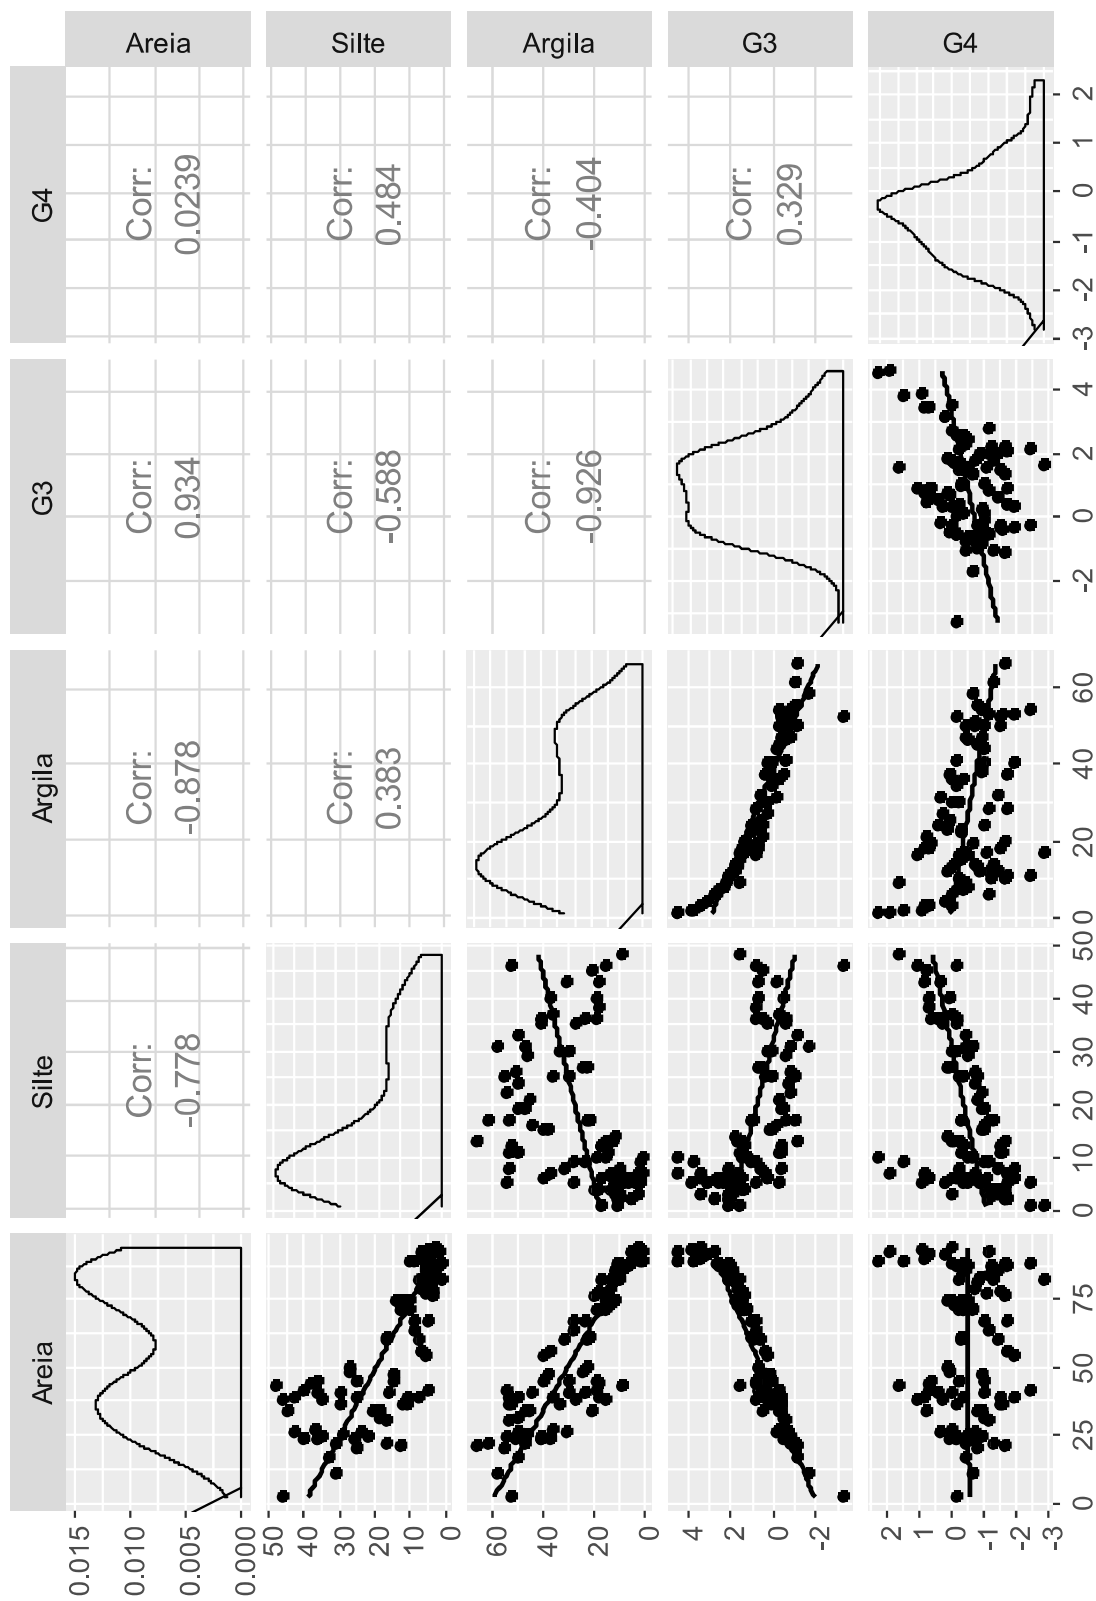 Areia
Silte
Argila
G3
G4
0.015
0.010
0.005
0.000
Corr:
-0.778
Corr:
-0.878
Corr:
0.934
Corr:
0.0239
Areia
50
40
30
20
10
0
Corr:
0.383
Corr:
-0.588
Corr:
0.484
Silte
60
40
20
0
Corr:
-0.926
Corr:
-0.404
Argila
4
2
0
-2
Corr:
0.329
G3
2
1
0
-1
-2
-3
G4
0 25 50 75
0 10 20 30 40 50
0 20 40 60
-2 0 2 4
-3 -2 -1 0 1 2